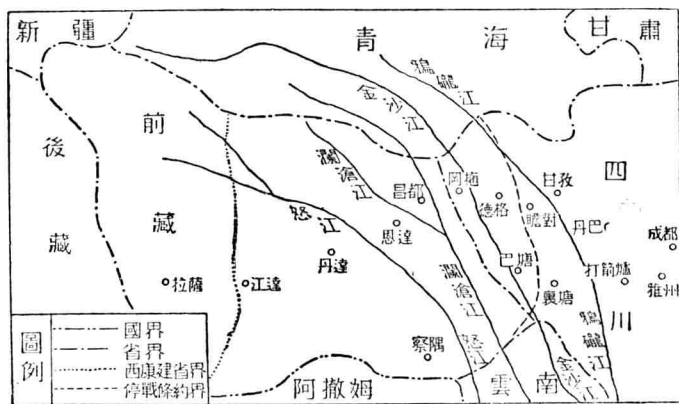 新疆
青海
甘肅
鴉礱江
金沙江
前藏
後藏
瀾滄江
怒江
昌都
同埇
德格
甘孜
瞻對
四川
丹巴
成都
恩達
丹達
巴塘
裏塘
打箭爐
雅州
拉薩
江達
瀾滄江
怒江
鴉礱江
金沙江
察隅
阿撒姆
雲南
圖例
國界
省界
西康建省界
停戰條約界